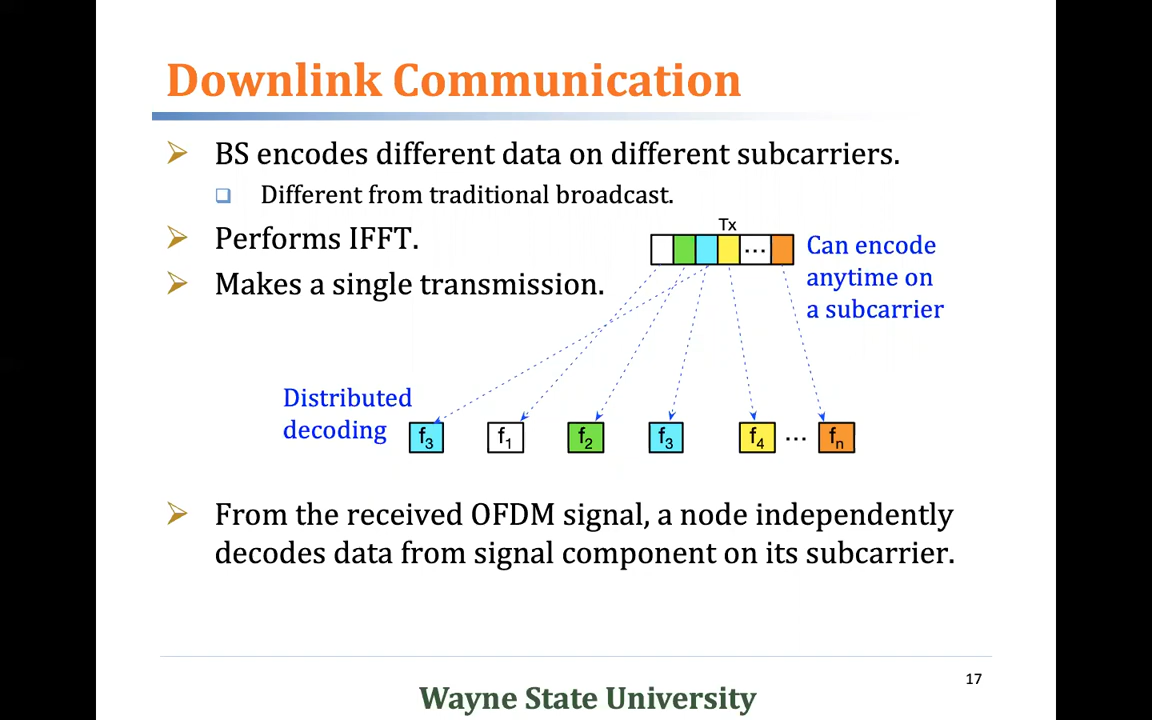 Downlink Communication
BS encodes different data on different subcarriers.
Different from traditional broadcast.
Performs IFFT.
Makes a single transmission.
Tx
...
Can encode
anytime on
a subcarrier
Distributed
decoding
f3 f1 f2 f3 f4 ... fn
From the received OFDM signal, a node independently
decodes data from signal component on its subcarrier.
17
Wayne State University